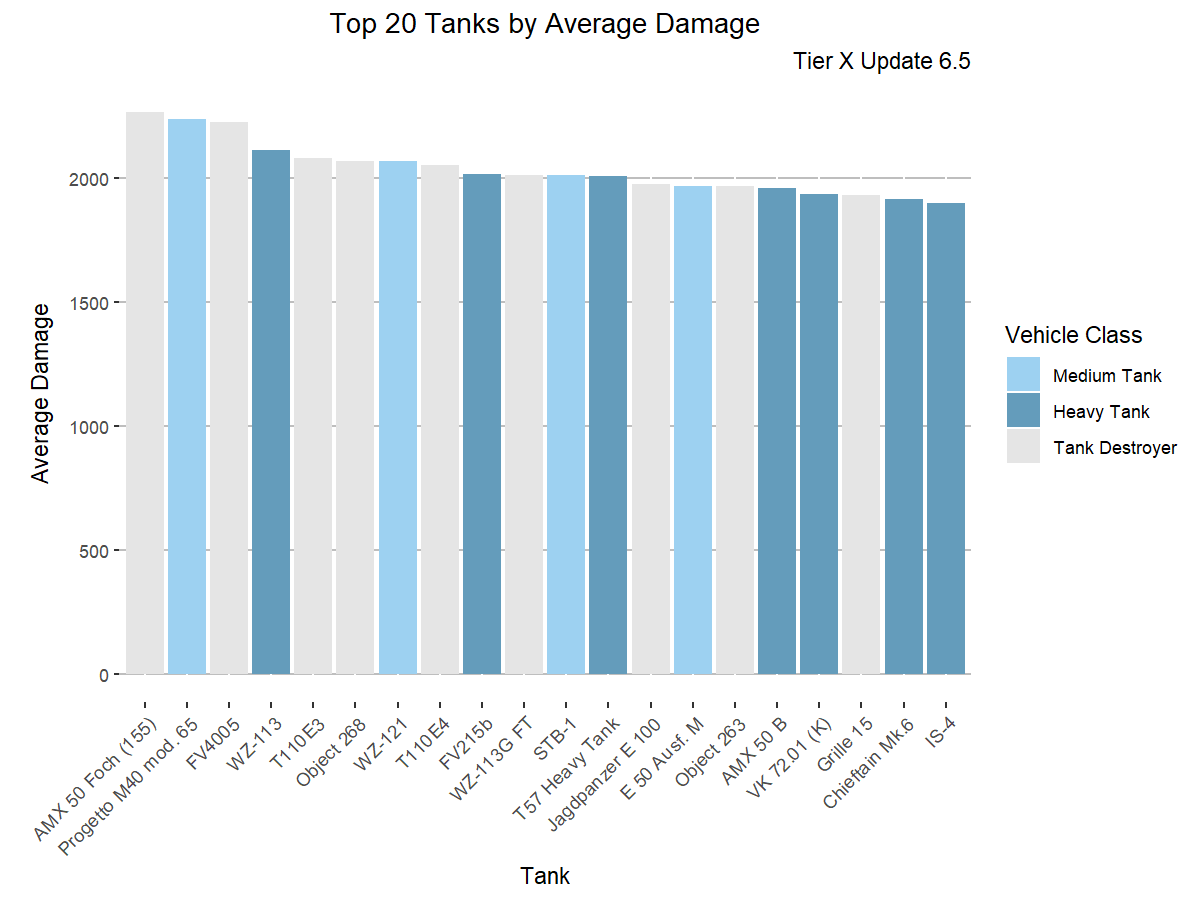 Top 20 Tanks by Average Damage
Tier X Update 6.5
Average Damage
2000
1500
1000
500
0
AMX 50 Foch (155)
Progetto M40 mod. 65
FV4005
WZ-113
T110E3
Object 268
WZ-121
T110E4
FV215b
WZ-113G FT
STB-1
T57 Heavy Tank
Jagdpanzer E 100
E 50 Ausf. M
Object 263
AMX 50 B
VK 72.01 (K)
Grille 15
Chieftain Mk.6
IS-4
Tank
Vehicle Class
Medium Tank
Heavy Tank
Tank Destroyer